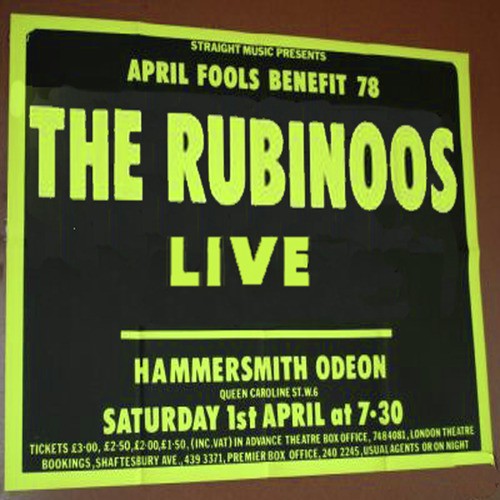 STRAIGHT MUSIC PRESENTS
APRIL FOOLS BENEFIT 78
THE RUBINOOS
LIVE
HAMMERSMITH ODEON
QUEEN CAROLINE ST. W.6
SATURDAY 1st APRIL at 7·30
TICKETS £3·00, £2·50, £2·00, £1·50, (INC. VAT) IN ADVANCE THEATRE BOX OFFICE, 748 4081, LONDON THEATRE
BOOKINGS, SHAFTESBURY AVE., 439 3371, PREMIER BOX OFFICE, 240 2245, USUAL AGENTS OR ON NIGHT